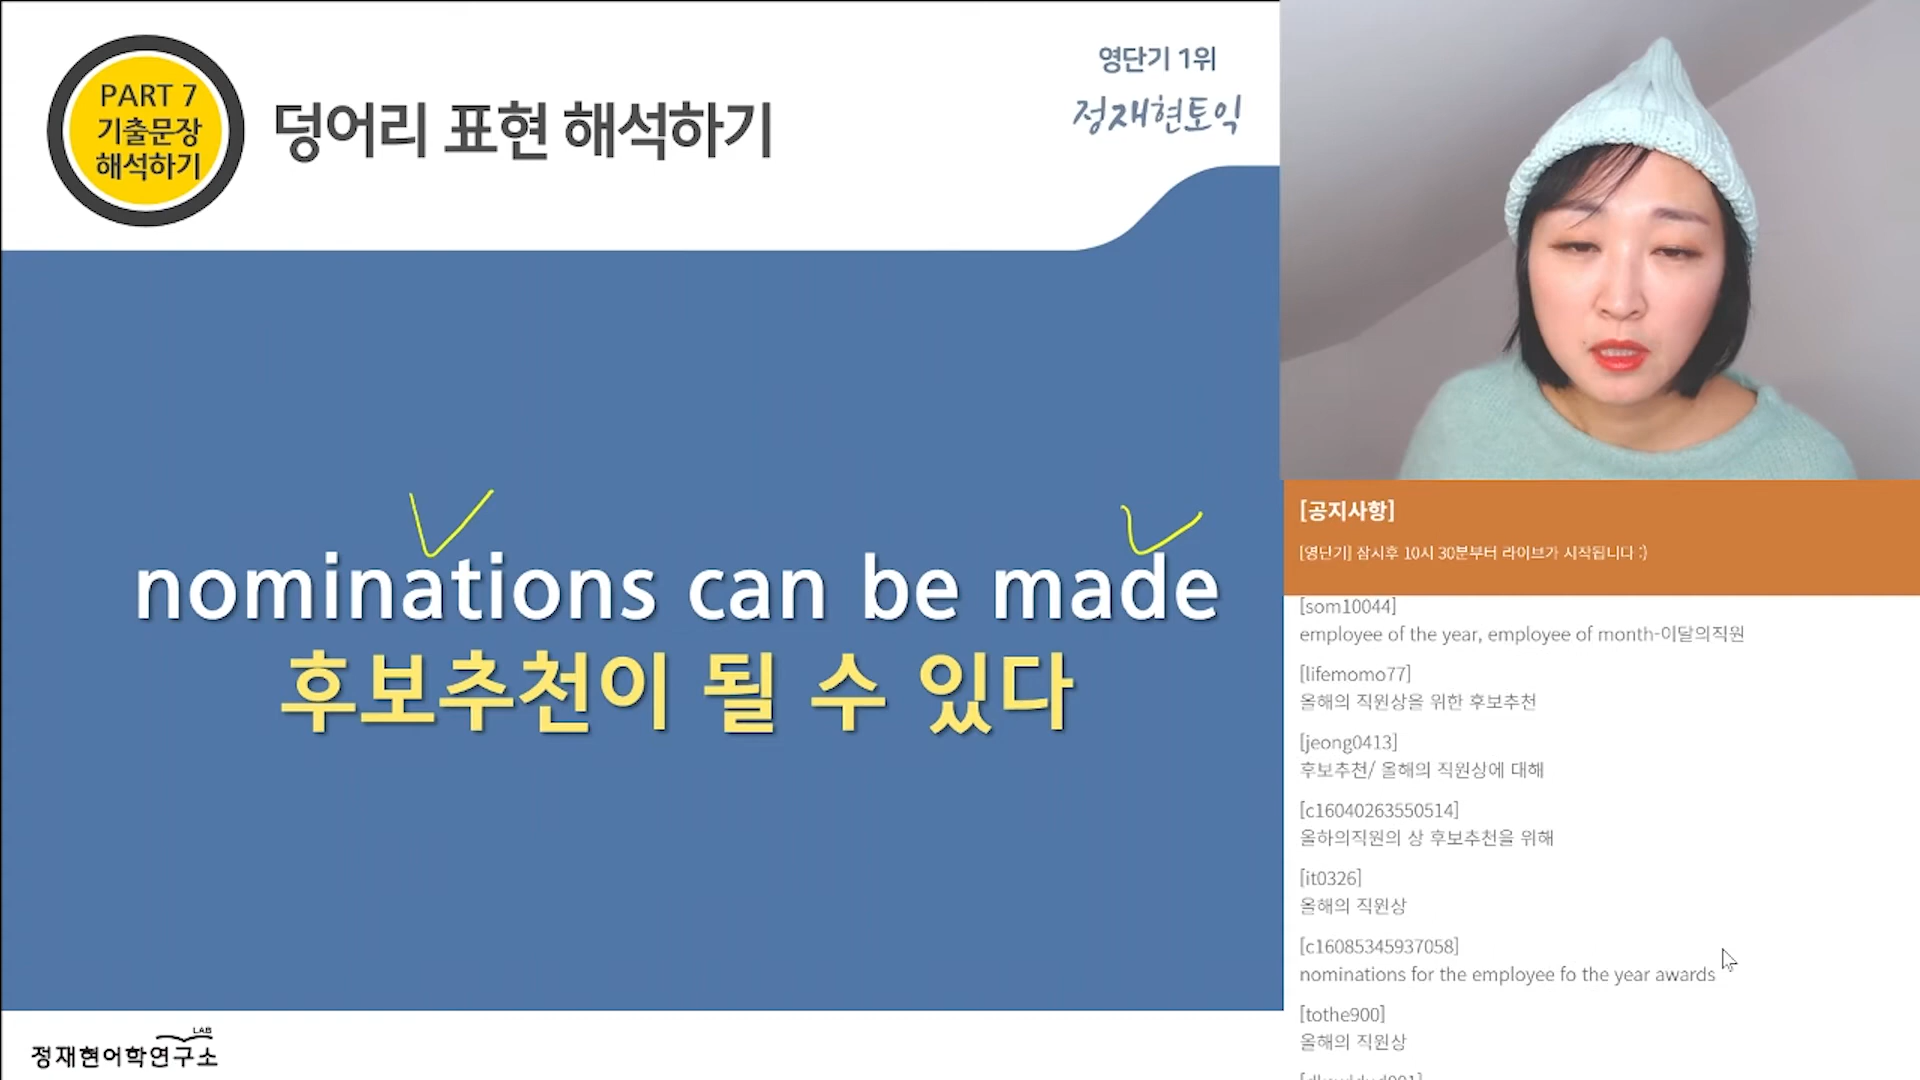 PART 7
기출문장
해석하기
덩어리 표현 해석하기
영단기 1위
정재현토익
nominations can be made
후보추천이 될 수 있다
LAB
정재현어학연구소
[공지사항]
[영단기] 잠시후 10시 30분부터 라이브가 시작됩니다 :)
[som10044]
employee of the year, employee of month-이달의직원
[lifemomo77]
올해의 직원상을 위한 후보추천
[jeong0413]
후보추천/ 올해의 직원상에 대해
[c16040263550514]
올하의직원의 상 후보추천을 위해
[it0326]
올해의 직원상
[c16085345937058]
nominations for the employee fo the year awards
[tothe900]
올해의 직원상